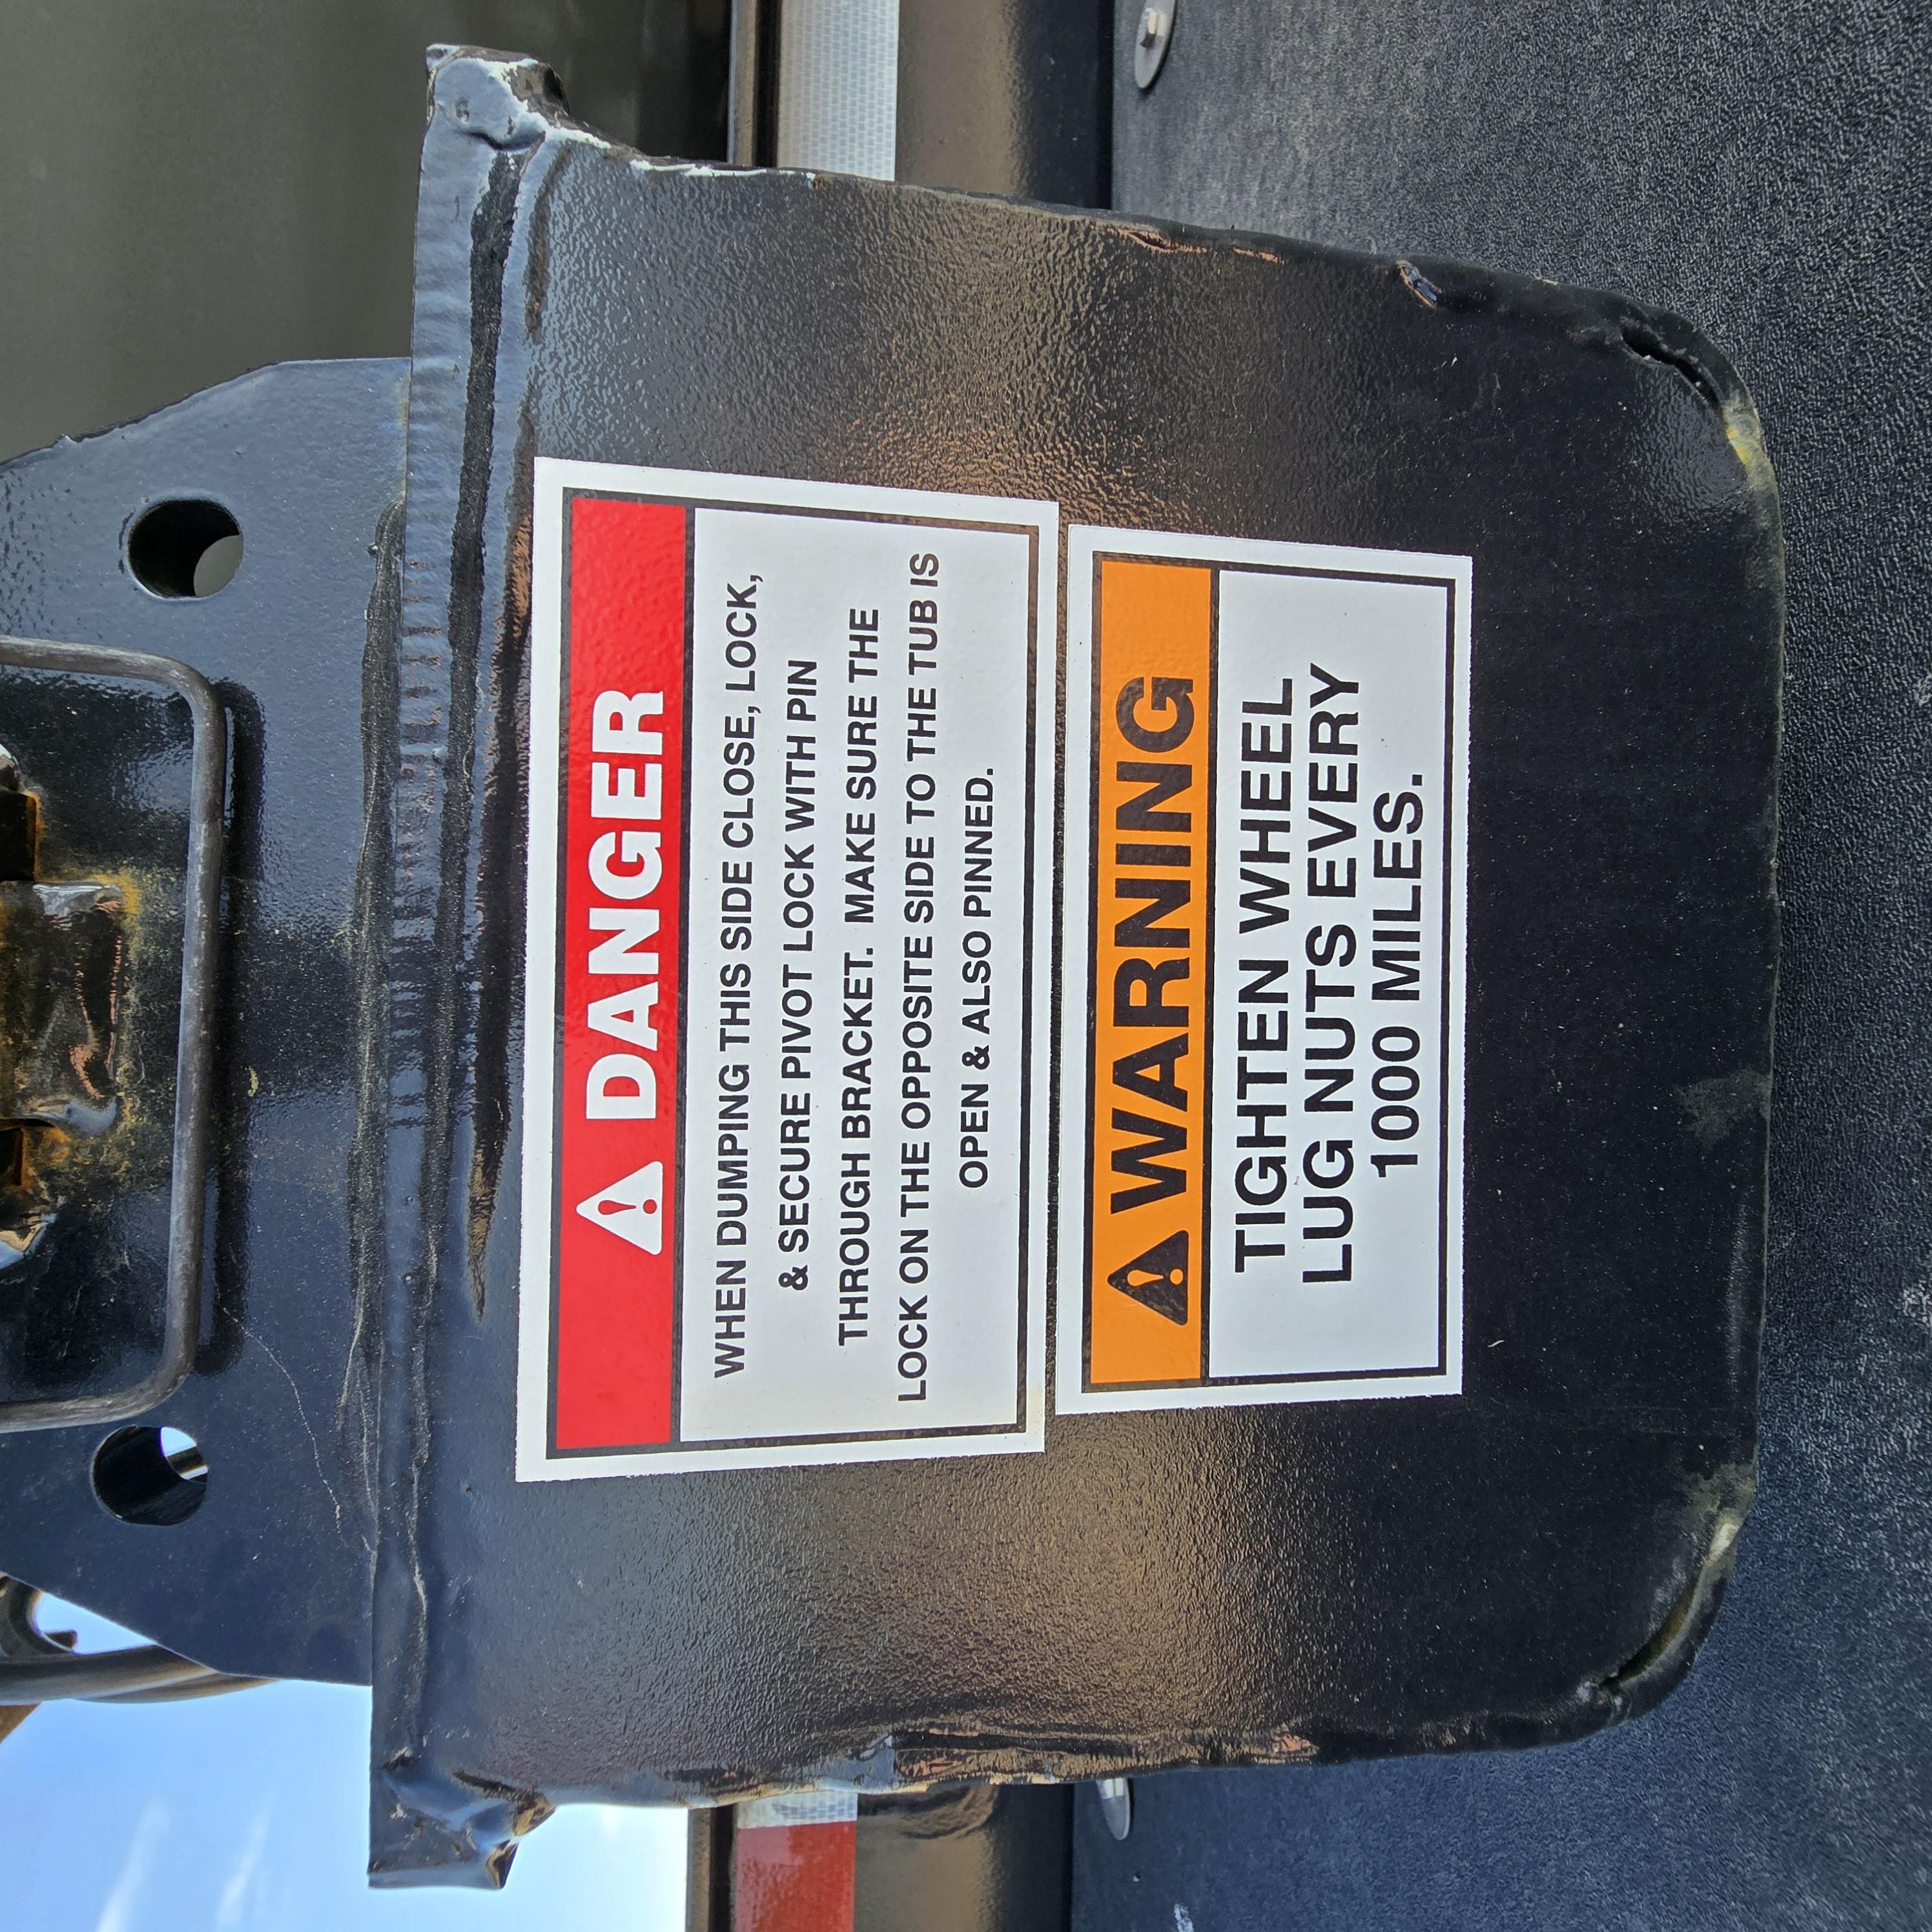 DANGER
WHEN DUMPING THIS SIDE CLOSE, LOCK,
& SECURE PIVOT LOCK WITH PIN
THROUGH BRACKET. MAKE SURE THE
LOCK ON THE OPPOSITE SIDE TO THE TUB IS
OPEN & ALSO PINNED.
WARNING
TIGHTEN WHEEL
LUG NUTS EVERY
1000 MILES.